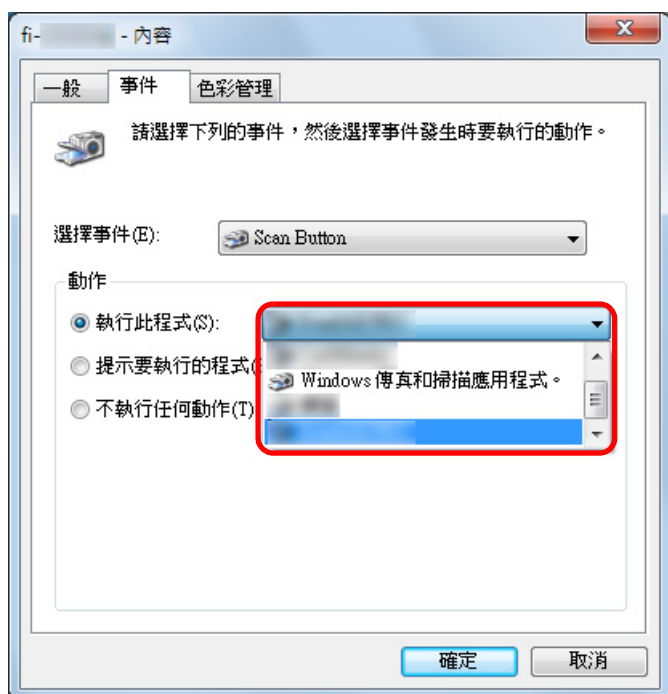 fi- - 內容
一般 事件 色彩管理
請選擇下列的事件，然後選擇事件發生時要執行的動作。
選擇事件(E): Scan Button
動作
執行此程式(S):
提示要執行的程式(
Windows 傳真和掃描應用程式。
不執行任何動作(T)
確定 取消